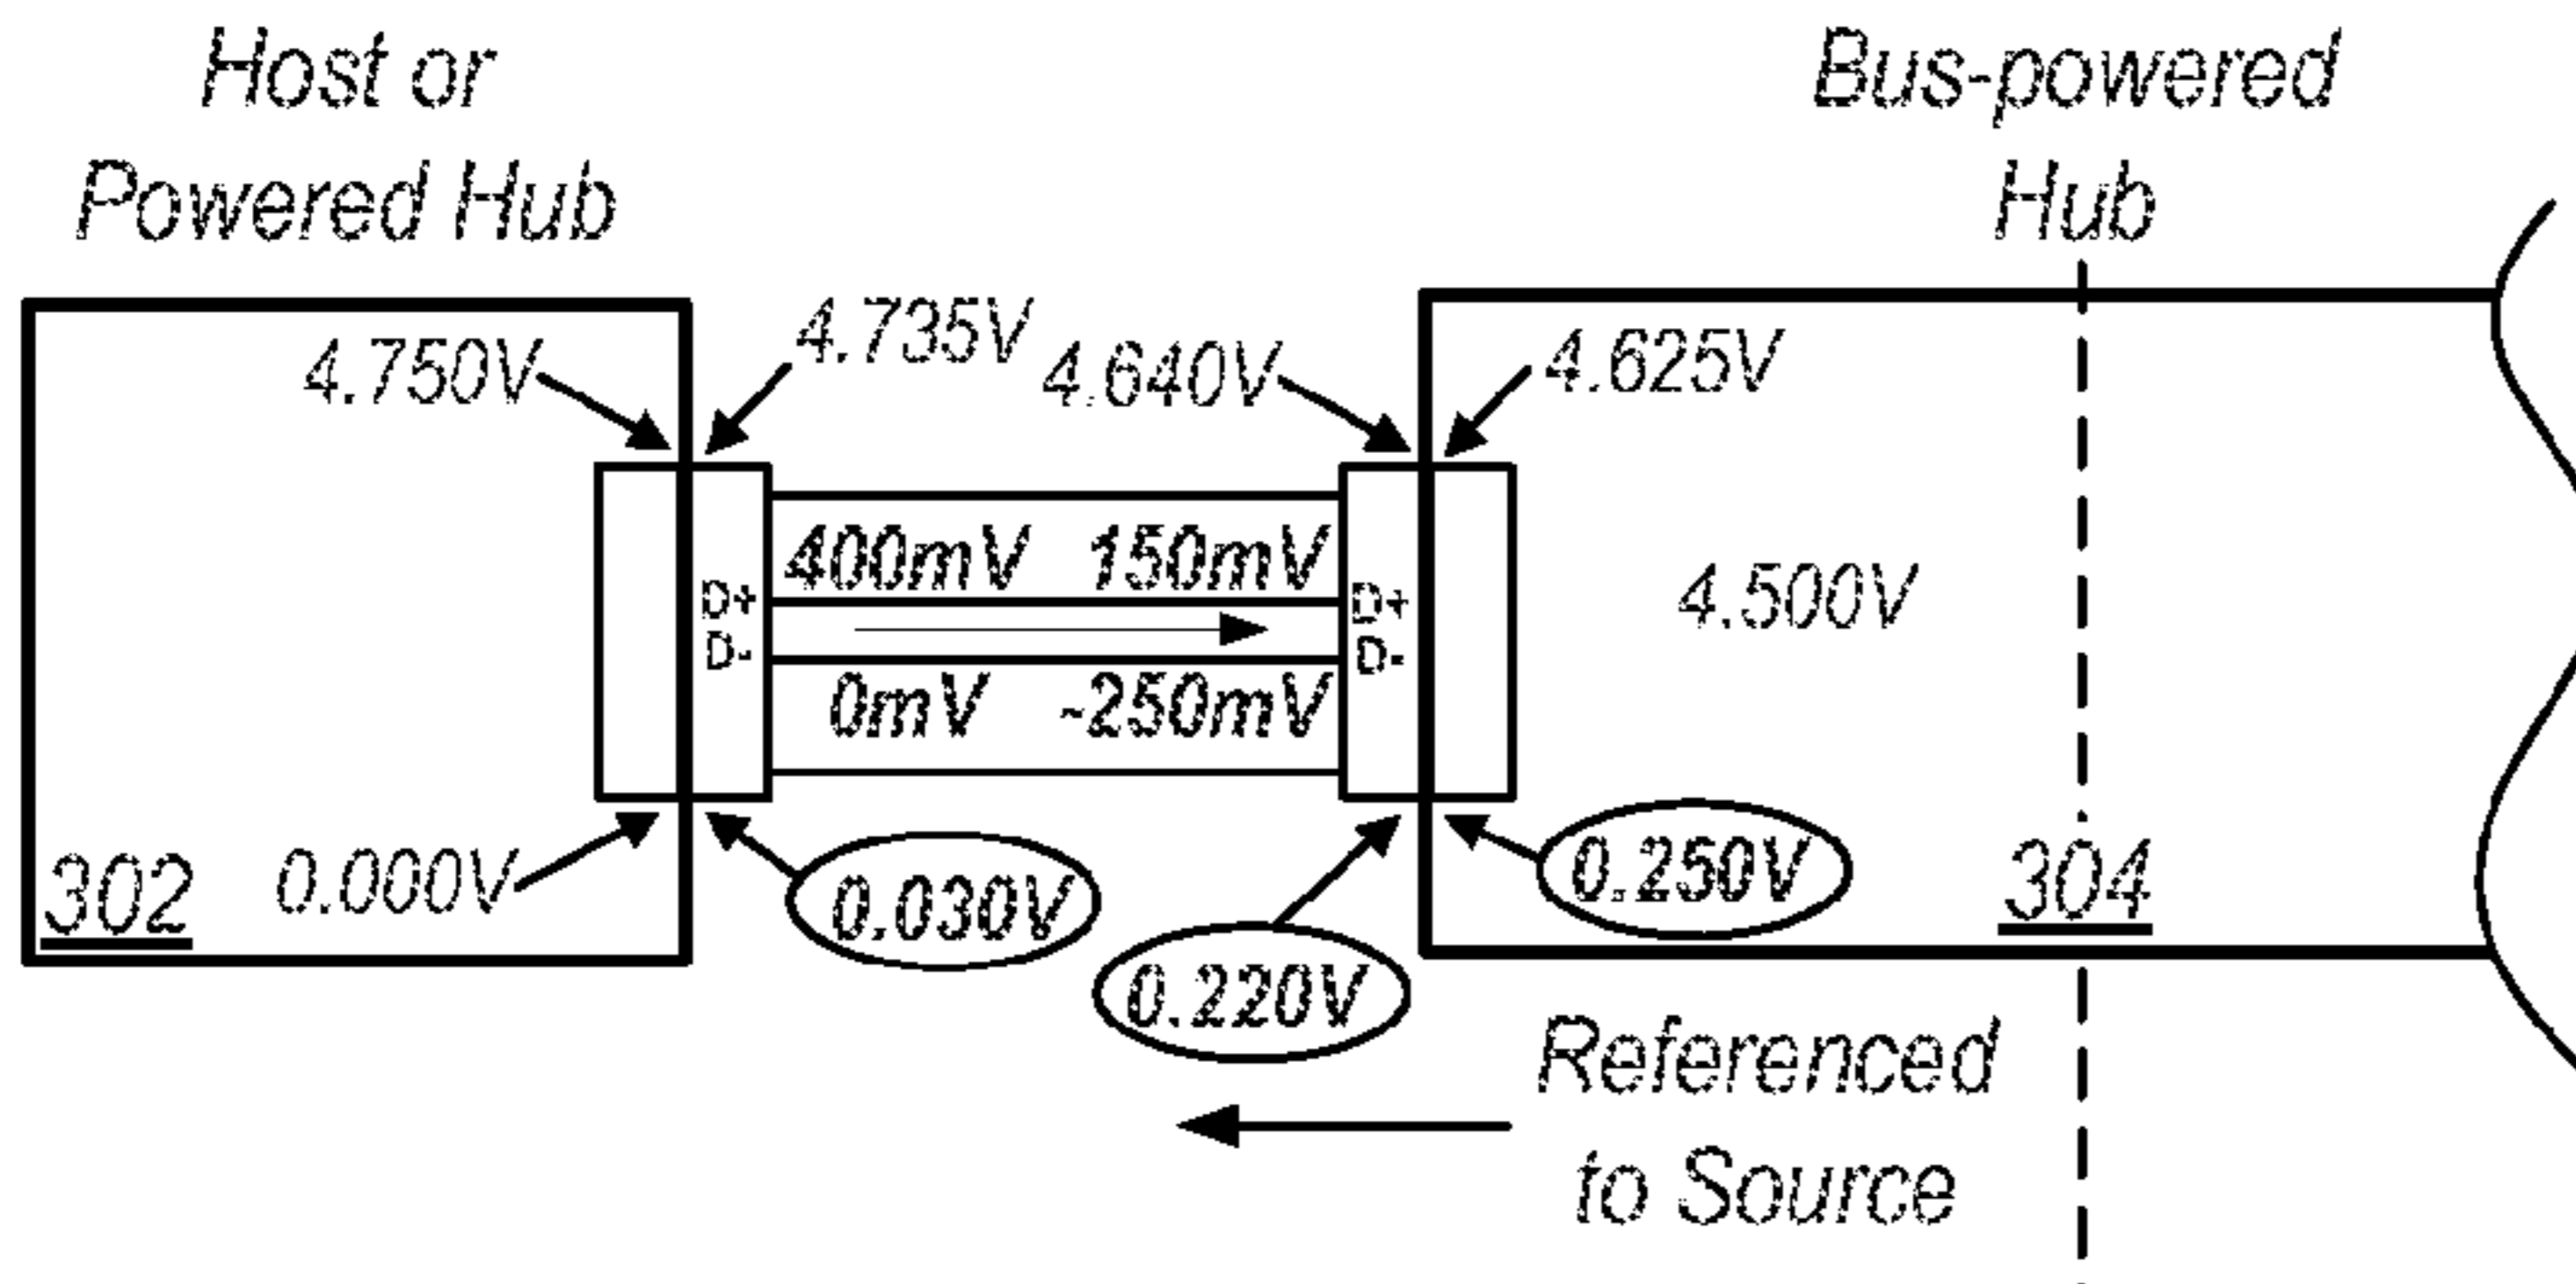 Host or
Powered Hub
Bus-powered
Hub
4.750V
4.735V
4.640V
4.625V
400mV 150mV
D+
D-
D+
D-
4.500V
0mV -250mV
0.000V
0.030V
0.220V
0.250V
302
304
Referenced
to Source